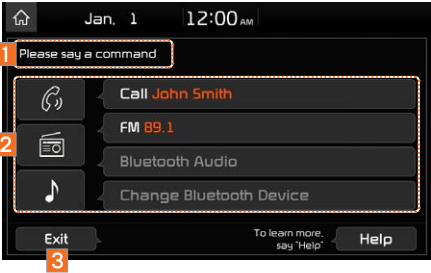 Jan. 1 12:00 AM
1 Please say a command
Call John Smith
FM 89.1
2
Bluetooth Audio
Change Bluetooth Device
Exit To learn more, say "Help" Help
3